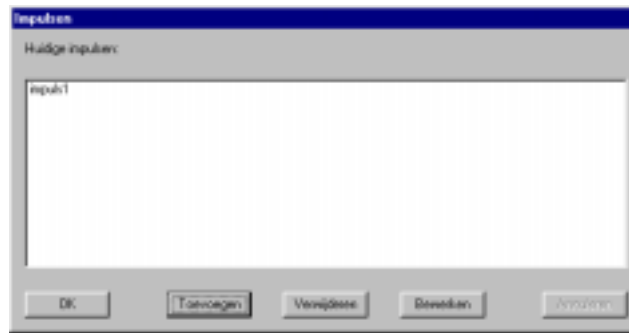 Impulsen
Huidige impulsen:
impuls1
OK Toevoegen Verwijderen Bewerken Annuleren